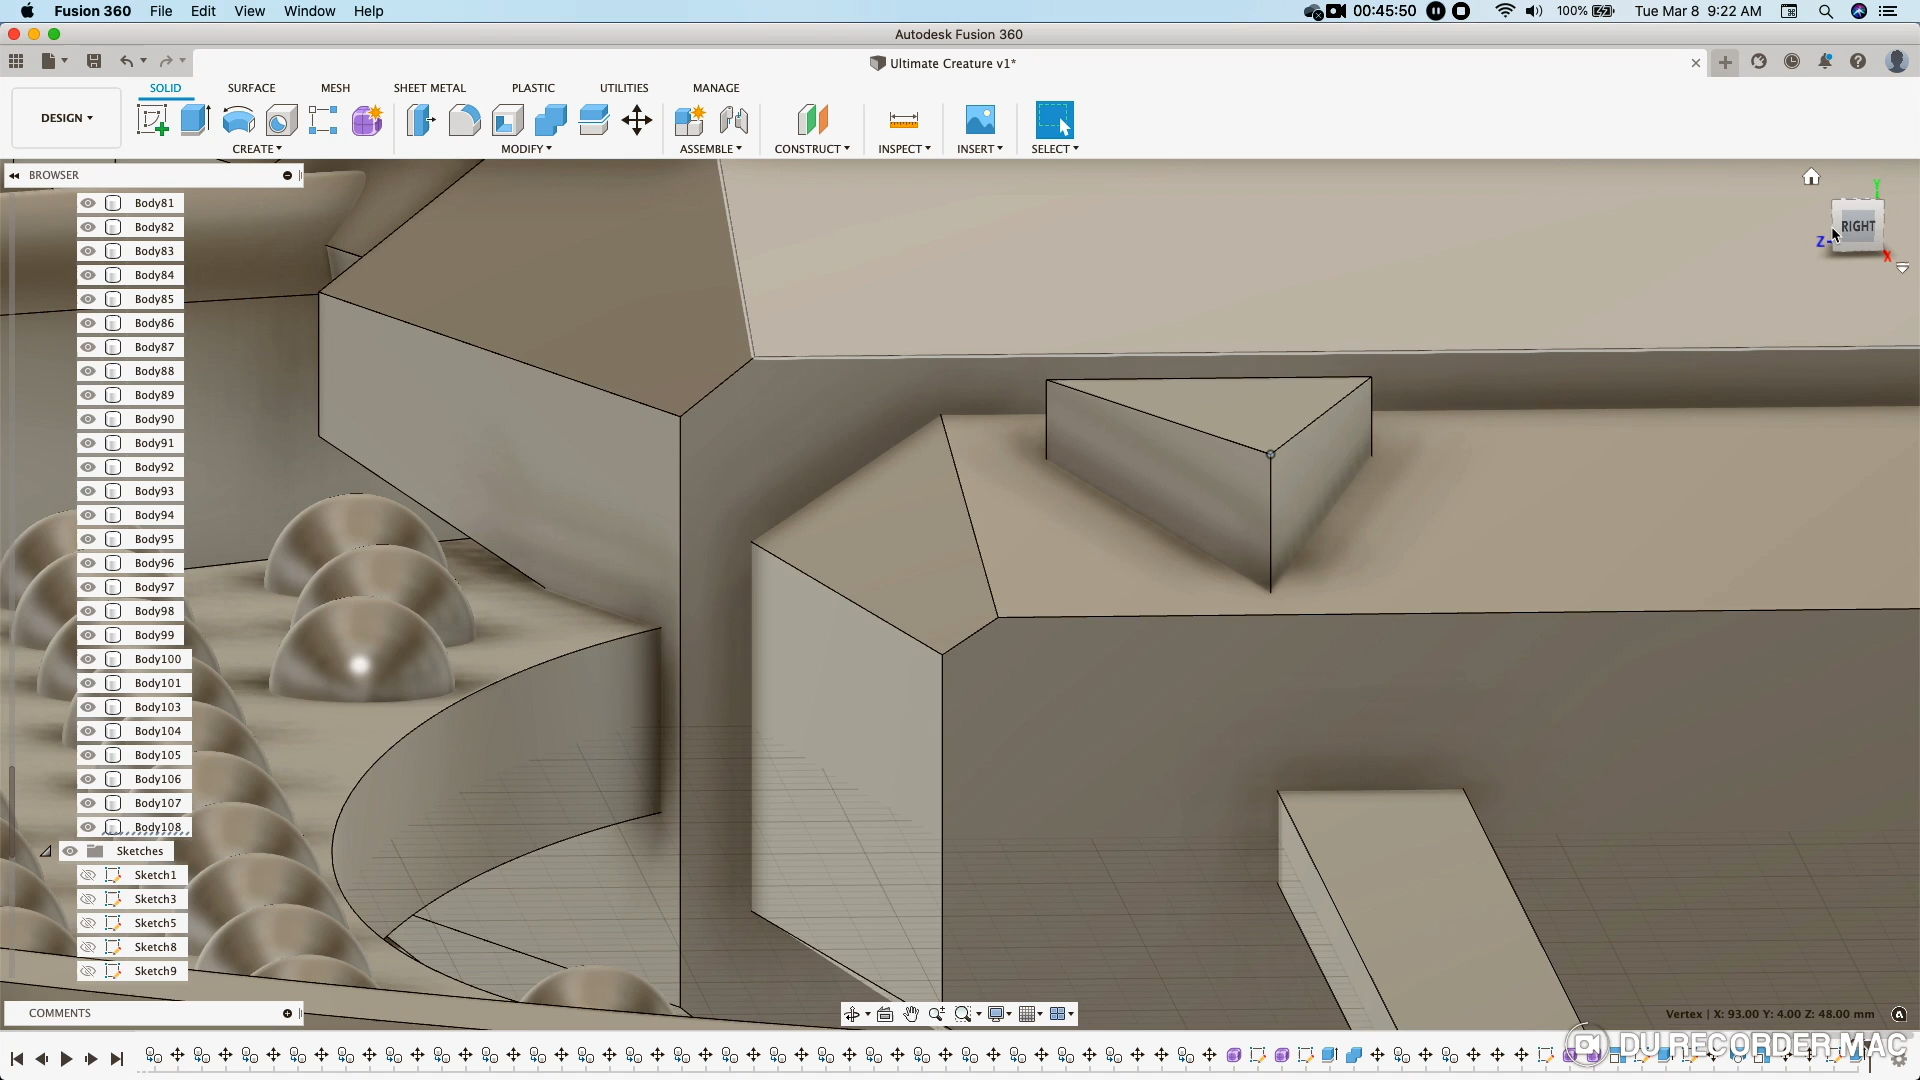 Fusion 360 File Edit View Window Help 00:45:50 100% Tue Mar 8 9:22 AM
Autodesk Fusion 360
Ultimate Creature v1*
SOLID SURFACE MESH SHEET METAL PLASTIC UTILITIES MANAGE
DESIGN
CREATE MODIFY ASSEMBLE CONSTRUCT INSPECT INSERT SELECT
BROWSER
Y
RIGHT
Z
X
Body81
Body82
Body83
Body84
Body85
Body86
Body87
Body88
Body89
Body90
Body91
Body92
Body93
Body94
Body95
Body96
Body97
Body98
Body99
Body100
Body101
Body103
Body104
Body105
Body106
Body107
Body108
Sketches
Sketch1
Sketch3
Sketch5
Sketch8
Sketch9
COMMENTS
Vertex | X: 93.00 Y: 4.00 Z: 48.00 mm
DU RECORDER MAC